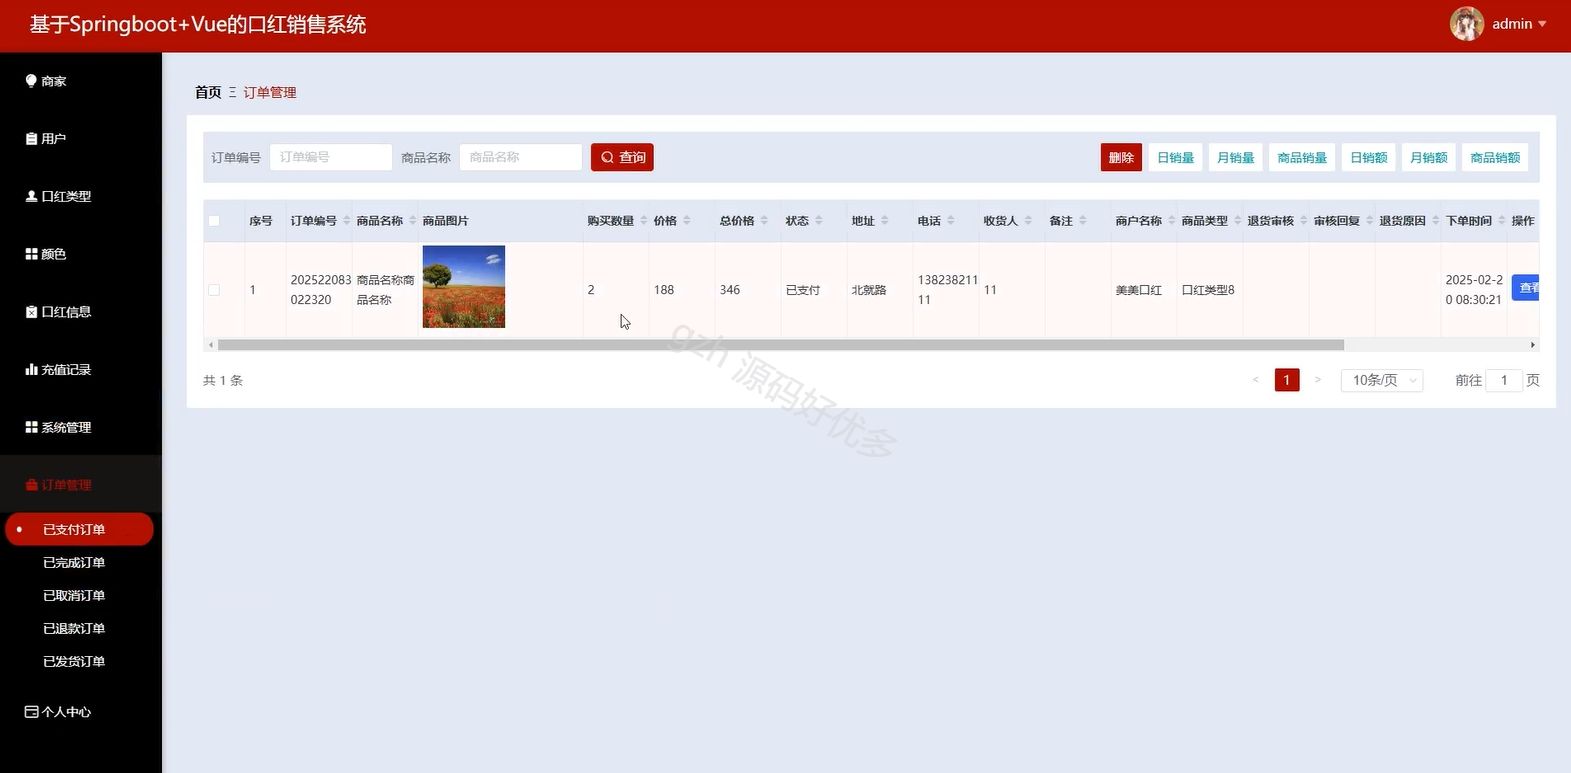 基于Springboot+Vue的口红销售系统
admin
商家
用户
口红类型
颜色
口红信息
充值记录
系统管理
订单管理
已支付订单
已完成订单
已取消订单
已退款订单
已发货订单
个人中心
首页 Ξ 订单管理
订单编号 订单编号 商品名称 商品名称 查询 删除 日销量 月销量 商品销量 日销额 月销额 商品销额
序号 订单编号 商品名称 商品图片 购买数量 价格 总价格 状态 地址 电话 收货人 备注 商户名称 商品类型 退货审核 审核回复 退货原因 下单时间 操作
1 202522083 商品名称商 2 188 346 已支付 北就路 138238211 11 美美口红 口红类型8 2025-02-2 查看
022320 品名称 11 0 08:30:21
共 1 条 < 1 > 10条/页 前往 1 页
gzh 源码好优多